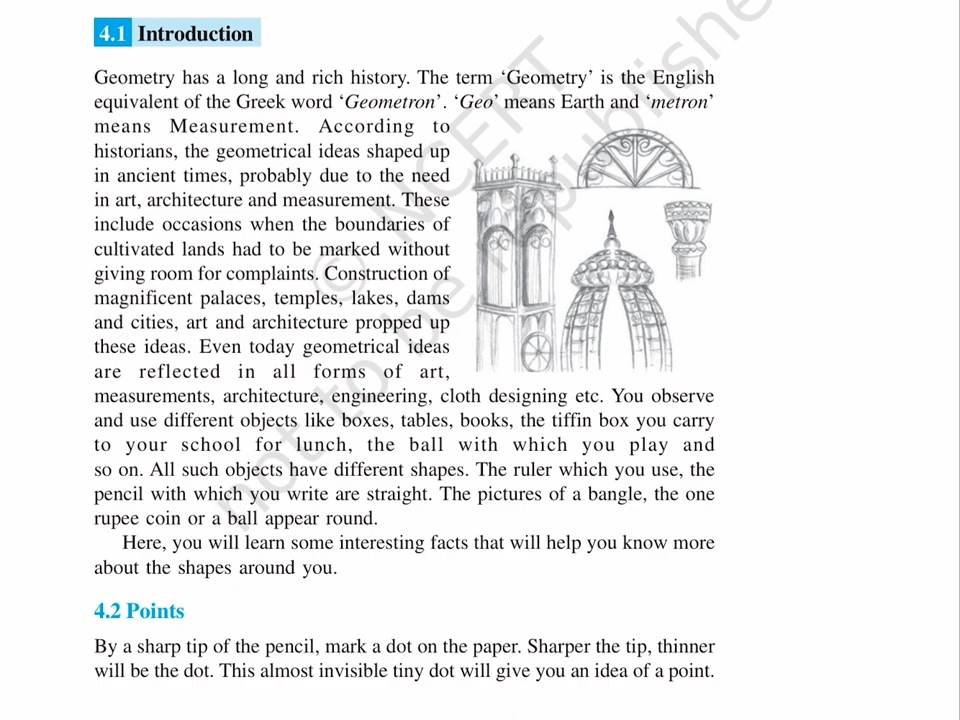 4.1 Introduction
Geometry has a long and rich history. The term ‘Geometry’ is the English
equivalent of the Greek word ‘Geometron’. ‘Geo’ means Earth and ‘metron’
means Measurement. According to
historians, the geometrical ideas shaped up
in ancient times, probably due to the need
in art, architecture and measurement. These
include occasions when the boundaries of
cultivated lands had to be marked without
giving room for complaints. Construction of
magnificent palaces, temples, lakes, dams
and cities, art and architecture propped up
these ideas. Even today geometrical ideas
are reflected in all forms of art,
measurements, architecture, engineering, cloth designing etc. You observe
and use different objects like boxes, tables, books, the tiffin box you carry
to your school for lunch, the ball with which you play and
so on. All such objects have different shapes. The ruler which you use, the
pencil with which you write are straight. The pictures of a bangle, the one
rupee coin or a ball appear round.
Here, you will learn some interesting facts that will help you know more
about the shapes around you.
4.2 Points
By a sharp tip of the pencil, mark a dot on the paper. Sharper the tip, thinner
will be the dot. This almost invisible tiny dot will give you an idea of a point.
© NCERT
not to be republishe